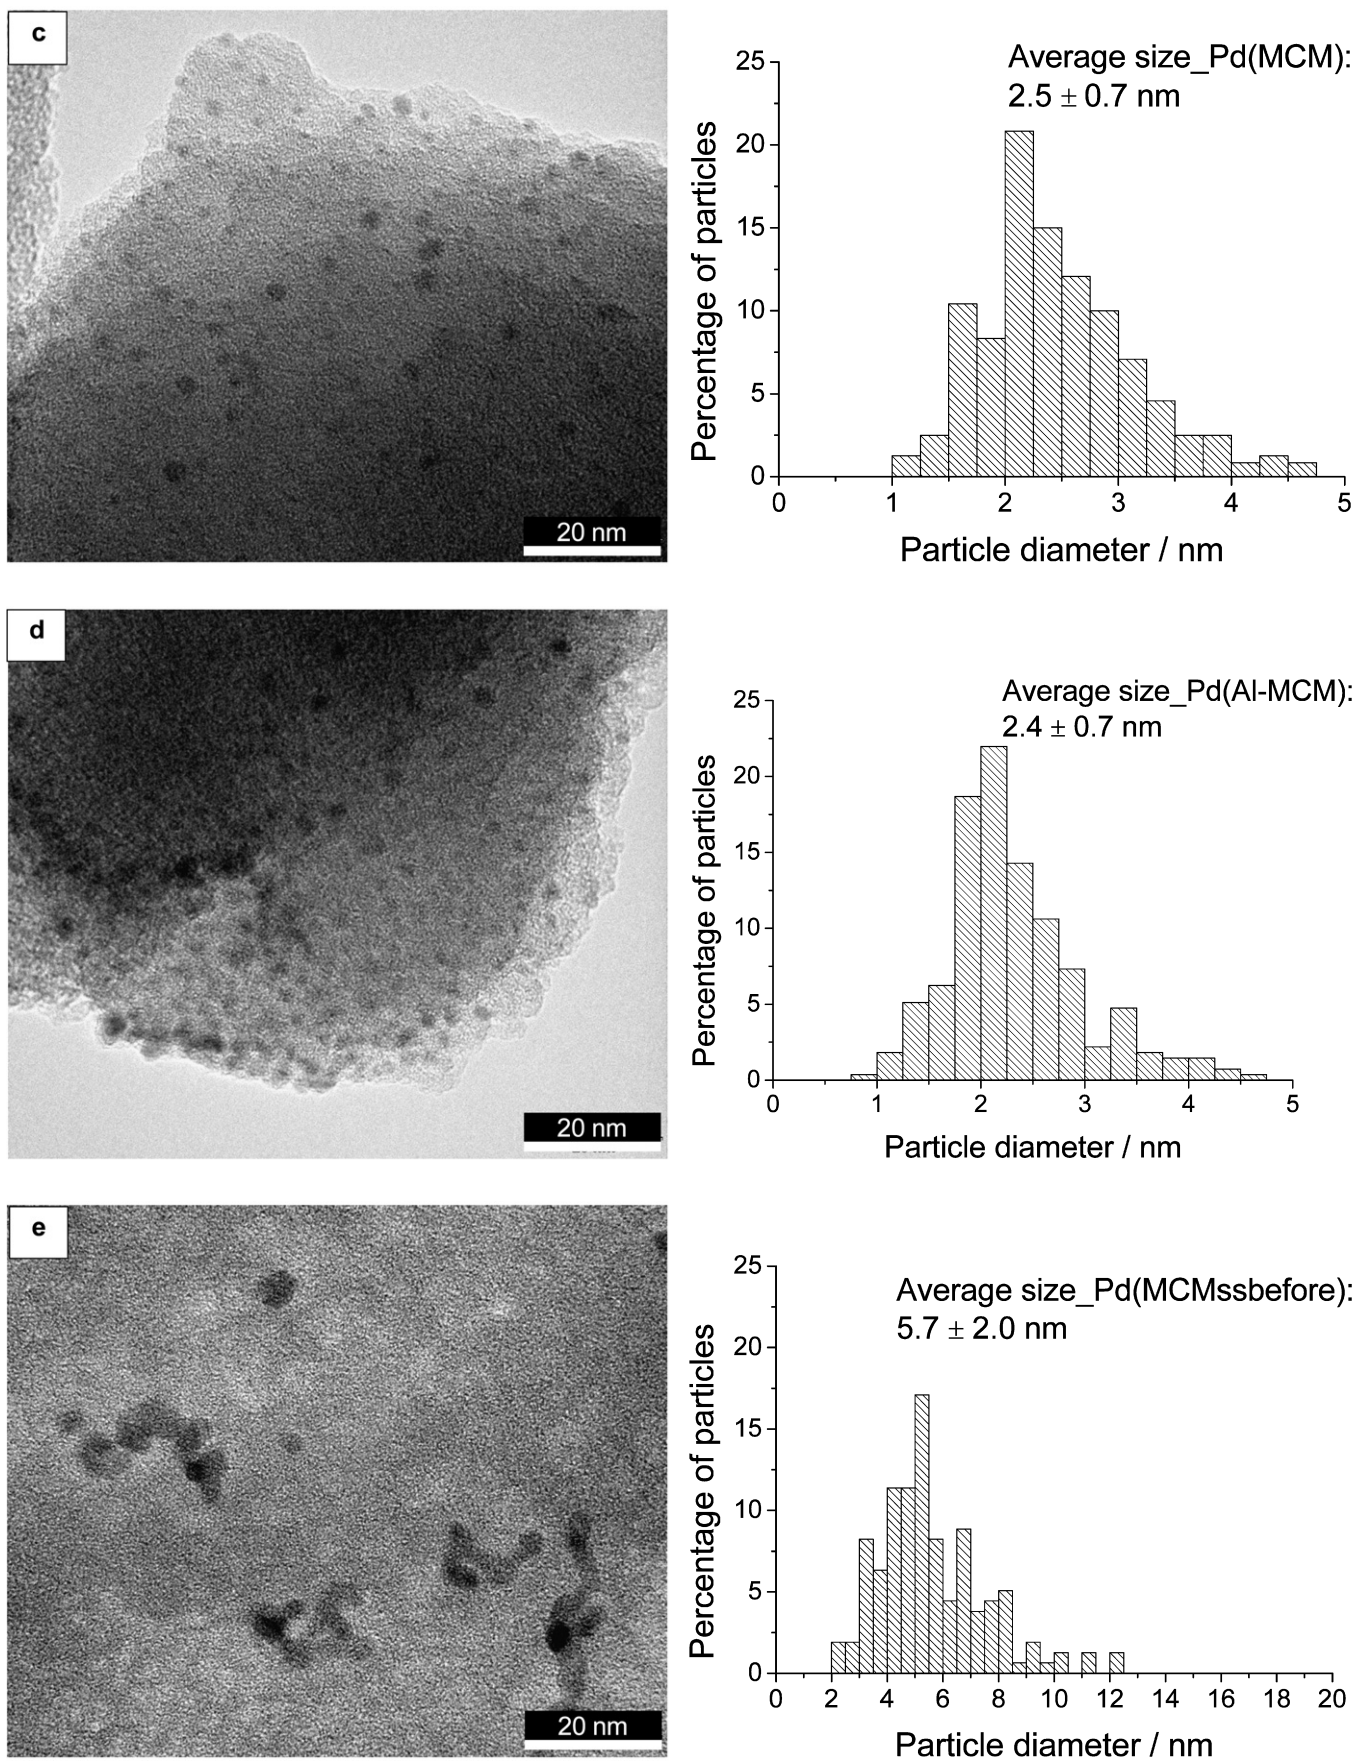 c
Average size_Pd(MCM):
2.5 ± 0.7 nm
25
20
15
10
5
0
Percentage of particles
0 1 2 3 4 5
Particle diameter / nm
20 nm
d
Average size_Pd(Al-MCM):
2.4 ± 0.7 nm
25
20
15
10
5
0
Percentage of particles
0 1 2 3 4 5
Particle diameter / nm
20 nm
e
Average size_Pd(MCMssbefore):
5.7 ± 2.0 nm
25
20
15
10
5
0
Percentage of particles
0 2 4 6 8 10 12 14 16 18 20
Particle diameter / nm
20 nm